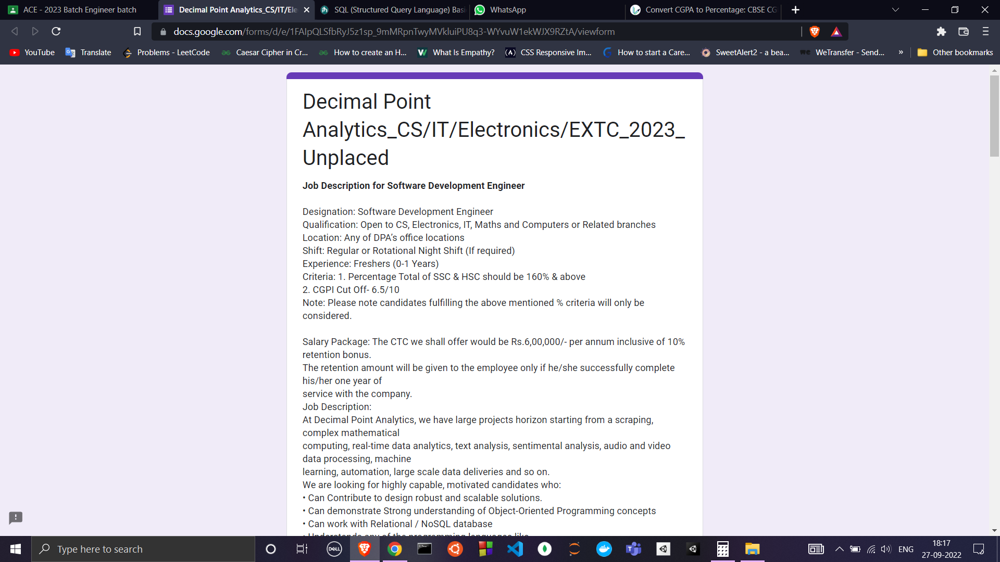 ACE - 2023 Batch Engineer batch
Decimal Point Analytics_CS/IT/Ele
SQL (Structured Query Language) Basi
WhatsApp
Convert CGPA to Percentage: CBSE CG
docs.google.com/forms/d/e/1FAIpQLSfbRyJ5z1sp_9mMRpnTwyMVkluiPU8q3-WYvuW1ekWJX9RZtA/viewform
YouTube
Translate
Problems - LeetCode
Caesar Cipher in Cr...
How to create an H...
What Is Empathy?
CSS Responsive Im...
How to start a Care...
SweetAlert2 - a bea...
WeTransfer - Send...
»
Other bookmarks
Decimal Point
Analytics_CS/IT/Electronics/EXTC_2023_
Unplaced
Job Description for Software Development Engineer
Designation: Software Development Engineer
Qualification: Open to CS, Electronics, IT, Maths and Computers or Related branches
Location: Any of DPA’s office locations
Shift: Regular or Rotational Night Shift (If required)
Experience: Freshers (0-1 Years)
Criteria: 1. Percentage Total of SSC & HSC should be 160% & above
2. CGPI Cut Off- 6.5/10
Note: Please note candidates fulfilling the above mentioned % criteria will only be
considered.
Salary Package: The CTC we shall offer would be Rs.6,00,000/- per annum inclusive of 10%
retention bonus.
The retention amount will be given to the employee only if he/she successfully complete
his/her one year of
service with the company.
Job Description:
At Decimal Point Analytics, we have large projects horizon starting from a scraping,
complex mathematical
computing, real-time data analytics, text analysis, sentimental analysis, audio and video
data processing, machine
learning, automation, large scale data deliveries and so on.
We are looking for highly capable, motivated candidates who:
• Can Contribute to design robust and scalable solutions.
• Can demonstrate Strong understanding of Object-Oriented Programming concepts
• Can work with Relational / NoSQL database
• Understands any of the programming languages like
Type here to search
DELL
ENG
18:17
27-09-2022